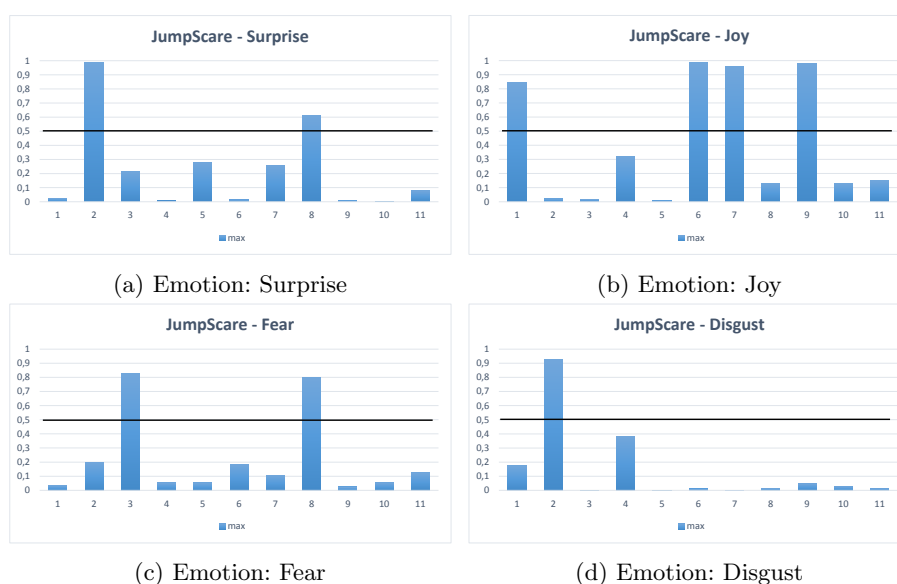 JumpScare - Surprise
1
0,9
0,8
0,7
0,6
0,5
0,4
0,3
0,2
0,1
0
1 2 3 4 5 6 7 8 9 10 11
max
(a) Emotion: Surprise
JumpScare - Joy
1
0,9
0,8
0,7
0,6
0,5
0,4
0,3
0,2
0,1
0
1 2 3 4 5 6 7 8 9 10 11
max
(b) Emotion: Joy
JumpScare - Fear
1
0,9
0,8
0,7
0,6
0,5
0,4
0,3
0,2
0,1
0
1 2 3 4 5 6 7 8 9 10 11
max
(c) Emotion: Fear
JumpScare - Disgust
1
0,9
0,8
0,7
0,6
0,5
0,4
0,3
0,2
0,1
0
1 2 3 4 5 6 7 8 9 10 11
max
(d) Emotion: Disgust